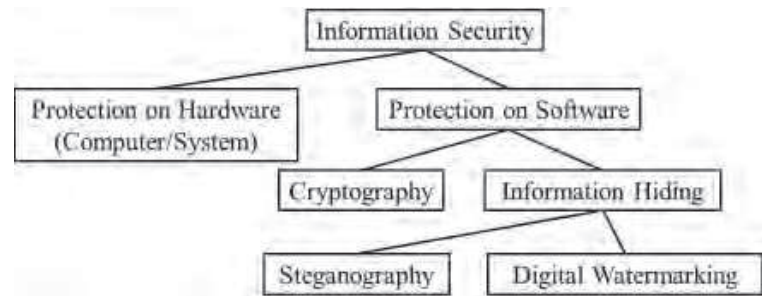 Information Security
Protection on Hardware
(Computer/System)
Protection on Software
Cryptography
Information Hiding
Steganography
Digital Watermarking